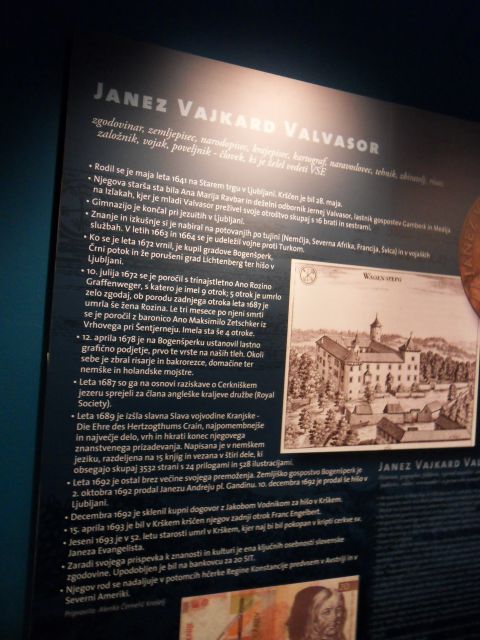 JANEZ VAJKARD VALVASOR
zgodovinar, zemljepisec, narodopisec, krajepisec, kartograf, naravoslovec, tehnik, zbiratelj, risar,
založnik, vojak, poveljnik - človek, ki je želel vedeti VSE
• Rodil se je maja leta 1641 na Starem trgu v Ljubljani. Krščen je bil 28. maja.
• Njegova starša sta bila Ana Marija Ravbar in deželni odbornik Jernej Valvasor, lastnik gospostev Gamberk in Medija
na Izlakah, kjer je mladi Valvasor preživel svoje otroštvo skupaj s 16 brati in sestrami.
• Gimnazijo je končal pri jezuitih v Ljubljani.
• Znanje in izkušnje si je nabiral na potovanjih po tujini (Nemčija, Severna Afrika, Francija, Švica) in v vojaških
službah. V letih 1663 in 1664 se je udeležil vojne proti Turkom.
• Ko se je leta 1672 vrnil, je kupil gradove Bogenšperk,
Črni potok in že porušeni grad Lichtenberg ter hišo v
Ljubljani.
• 10. julija 1672 se je poročil s trinajstletno Ano Rozino
Graffenweger, s katero je imel 9 otrok; 5 otrok je umrlo
zelo zgodaj, ob porodu zadnjega otroka leta 1687 je
umrla še žena Rozina. Le tri mesece po njeni smrti
se je poročil z baronico Ano Maksimilo Zetschker iz
Vrhovega pri Šentjerneju. Imela sta še 4 otroke.
• 12. aprila 1678 je na Bogenšperku ustanovil lastno
grafično podjetje, prvo te vrste na naših tleh. Okoli
sebe je zbral risarje in bakrorezce, domačine ter
nemške in holandske mojstre.
• Leta 1687 so ga na osnovi raziskave o Cerkniškem
jezeru sprejeli za člana angleške kraljeve družbe (Royal
Society).
• Leta 1689 je izšla slavna Slava vojvodine Kranjske -
Die Ehre des Hertzogthums Crain, najpomembnejše
in največje delo, vrh in hkrati konec njegovega
znanstvenega prizadevanja. Napisana je v nemškem
jeziku, razdeljena na 15 knjig in vezana v štiri dele, ki
obsegajo skupaj 3532 strani s 24 prilogami in 528 ilustracijami.
• Leta 1692 je ostal brez večine svojega premoženja. Zemljiško gospostvo Bogenšperk je
2. oktobra 1692 prodal Janezu Andreju pl. Gandinu. 10. decembra 1692 je prodal še hišo v
Ljubljani.
• Decembra 1692 je sklenil kupni dogovor z Jakobom Vodnikom za hišo v Krškem.
• 15. aprila 1693 je bil v Krškem krščen njegov zadnji otrok Franc Engelbert.
• Jeseni 1693 je v 52. letu starosti umrl v Krškem, kjer naj bi bil pokopan v kripti cerkve sv.
Janeza Evangelista.
• Zaradi svojega prispevka k znanosti in kulturi je ena ključnih osebnosti slovenske
zgodovine. Upodobljen je bil na bankovcu za 20 SIT.
• Njegov rod se nadaljuje v potomcih hčerke Regine Konstancije predvsem v Avstriji in v
Severni Ameriki.
Pripravila: Alenka Černelič Krošelj
WAGENSPERG
JANEZ VAJKARD VAL